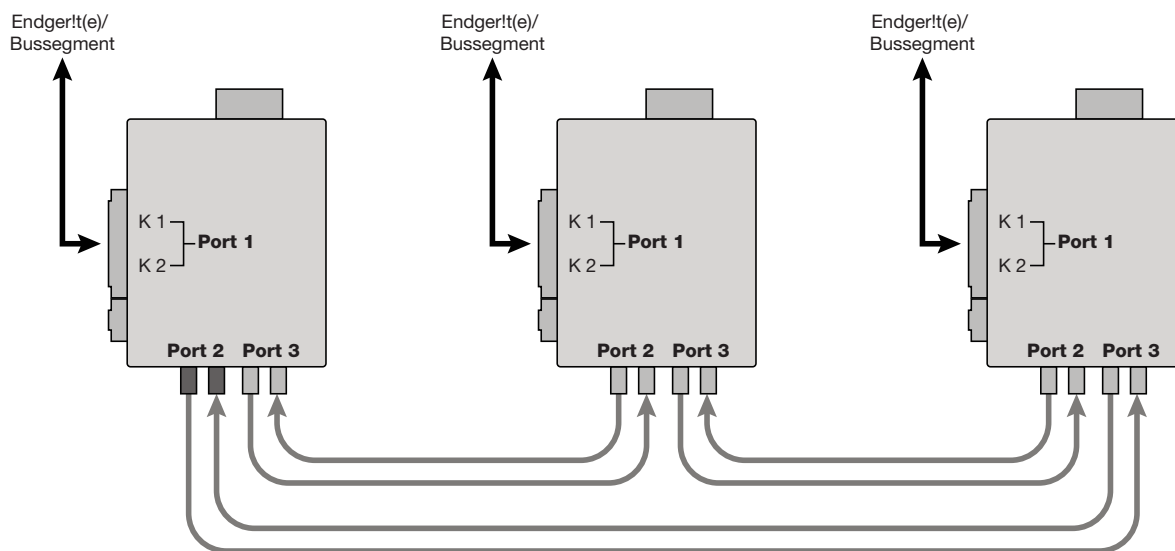 Endger!t(e)/
Bussegment
Endger!t(e)/
Bussegment
Endger!t(e)/
Bussegment
K 1
Port 1
K 2
Port 2 Port 3
K 1
Port 1
K 2
Port 2 Port 3
K 1
Port 1
K 2
Port 2 Port 3